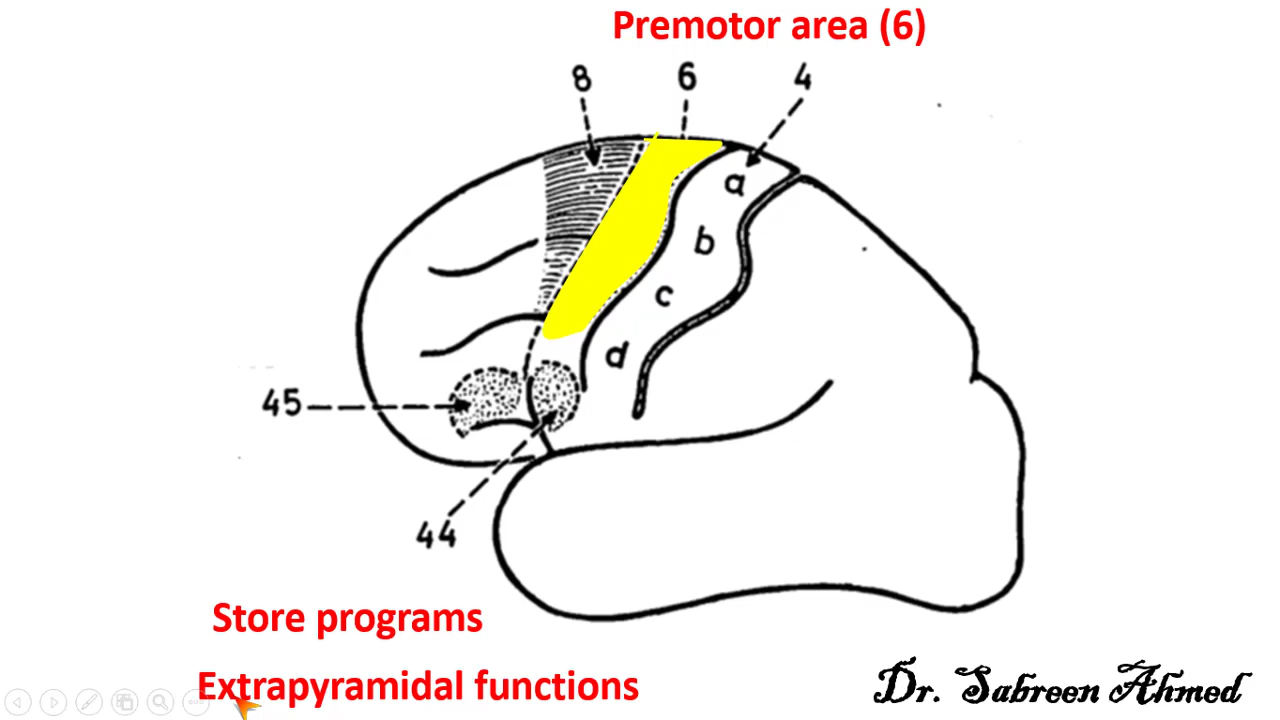 Premotor area (6)
8
6
4
a
b
c
d
45
44
Store programs
Extrapyramidal functions
Dr. Sabreen Ahmed